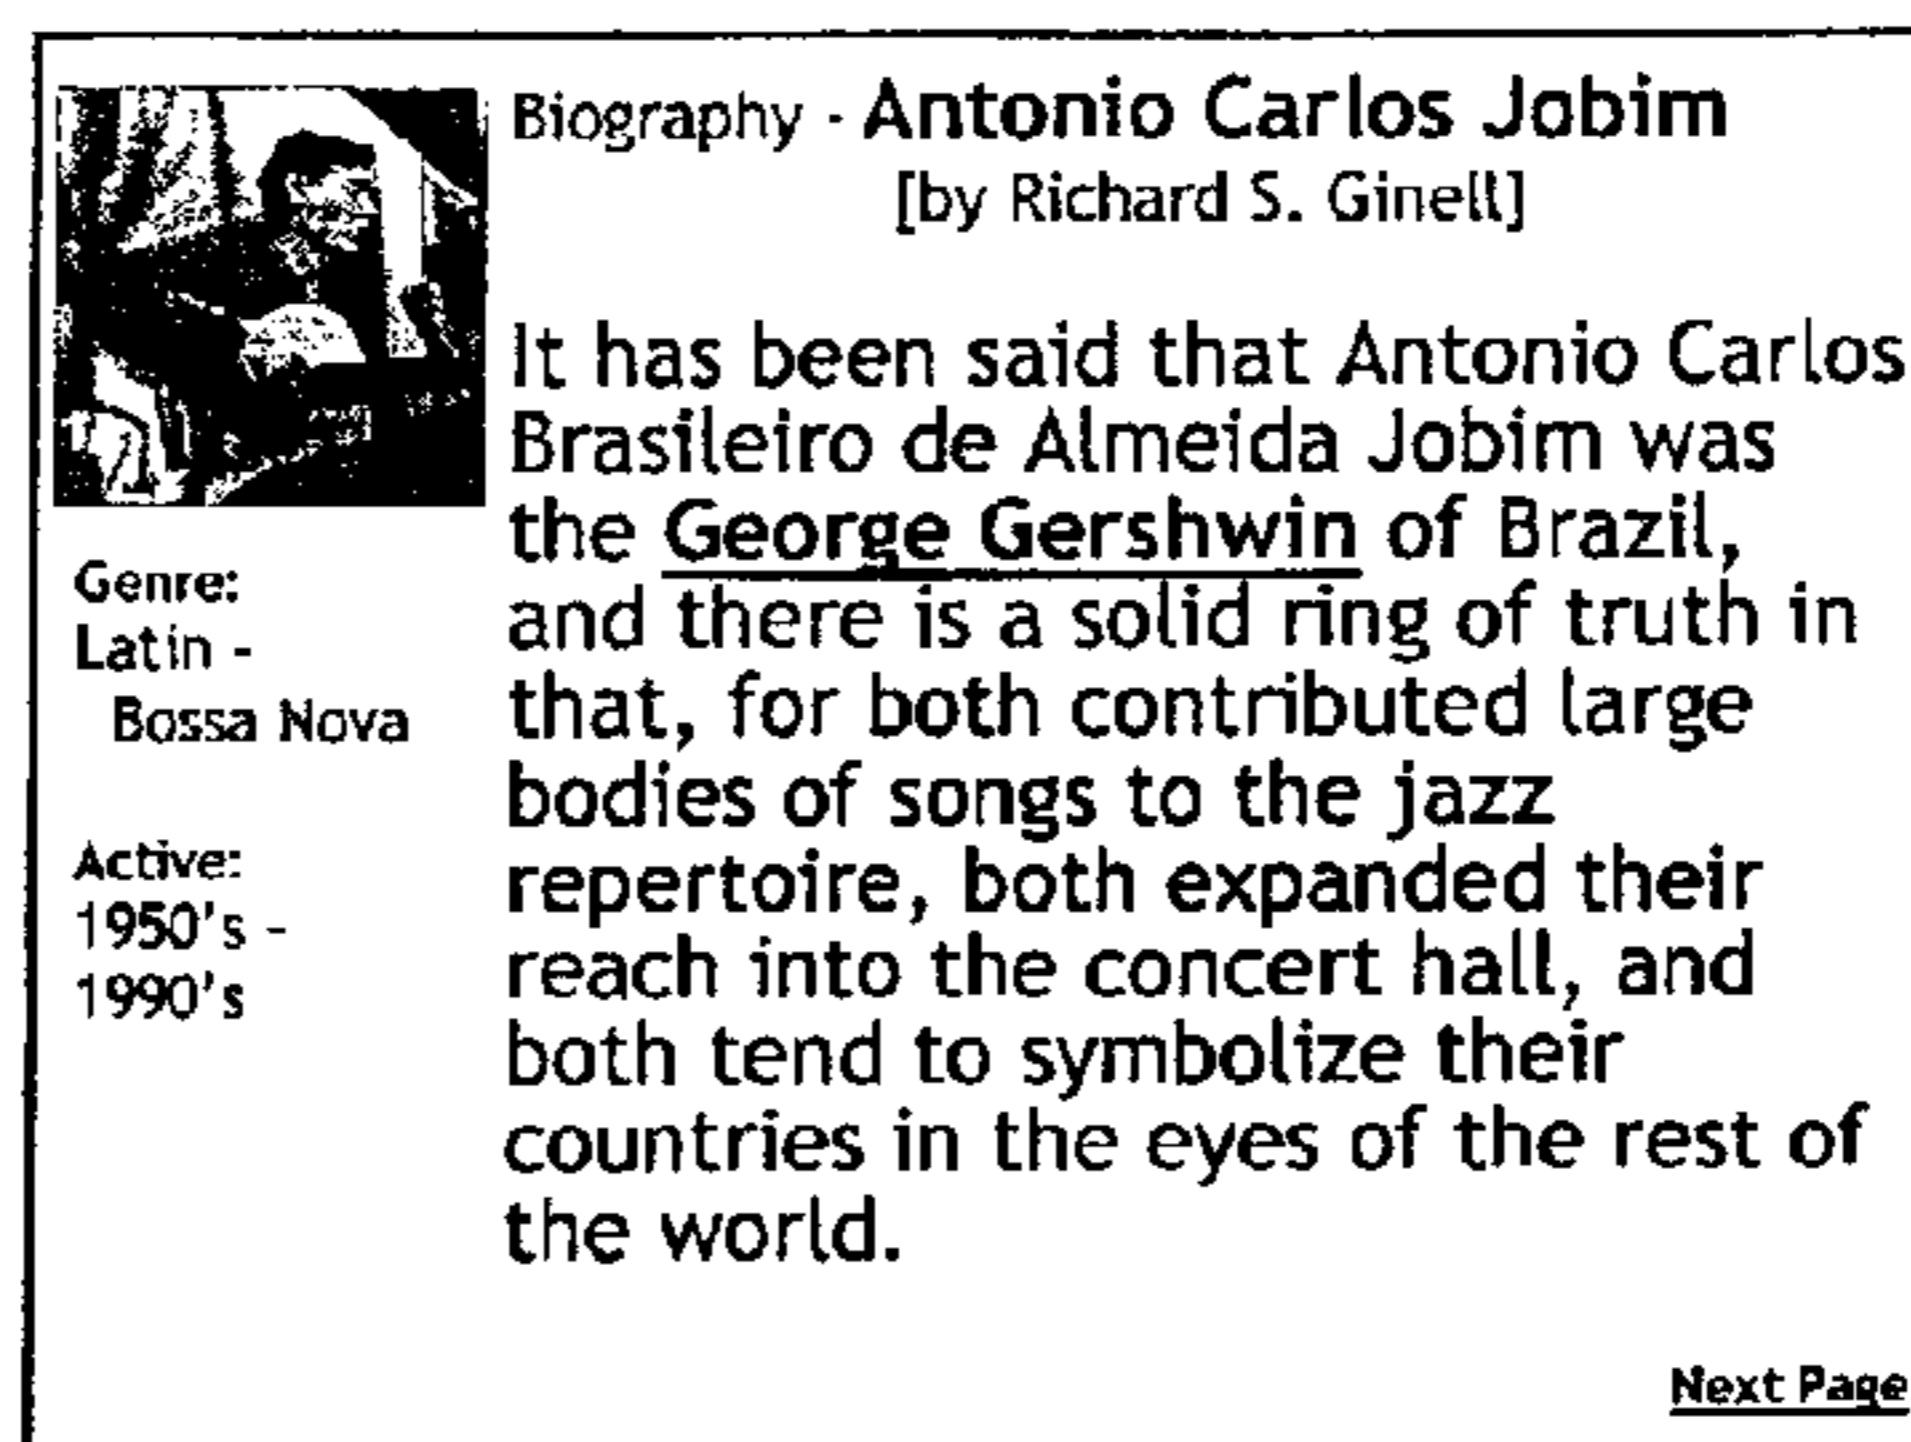 Biography - Antonio Carlos Jobim
[by Richard S. Ginell]
It has been said that Antonio Carlos
Brasileiro de Almeida Jobim was
the George Gershwin of Brazil,
and there is a solid ring of truth in
that, for both contributed large
bodies of songs to the jazz
repertoire, both expanded their
reach into the concert hall, and
both tend to symbolize their
countries in the eyes of the rest of
the world.
Genre:
Latin -
Bossa Nova
Active:
1950's -
1990's
Next Page